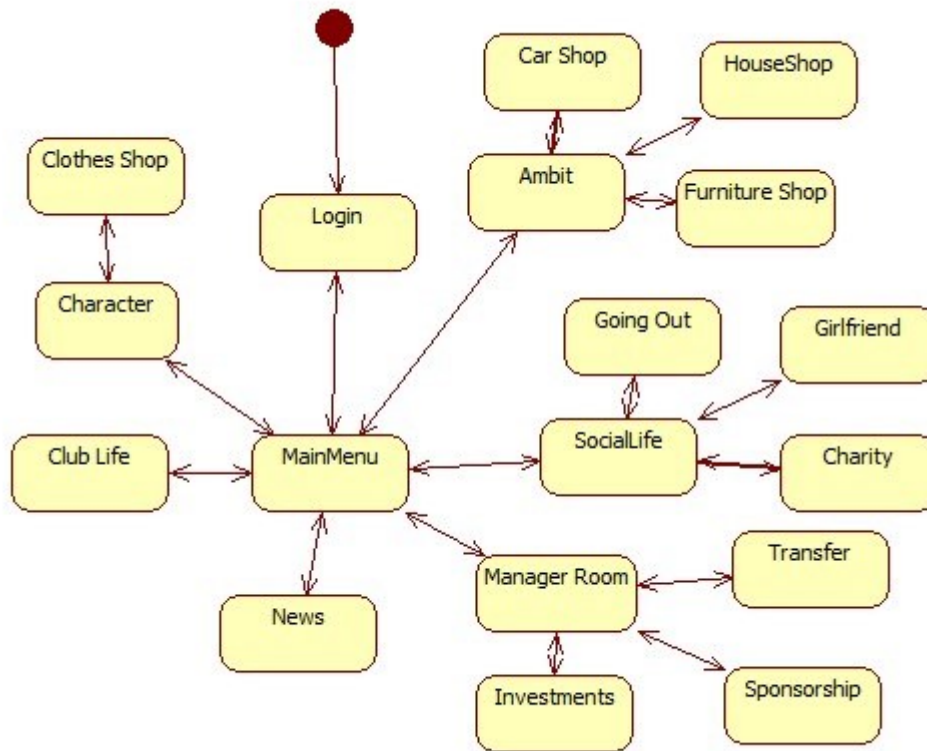 Car Shop
HouseShop
Clothes Shop
Ambit
Furniture Shop
Login
Character
Going Out
Girlfriend
Club Life
MainMenu
SocialLife
Charity
Manager Room
Transfer
News
Investments
Sponsorship